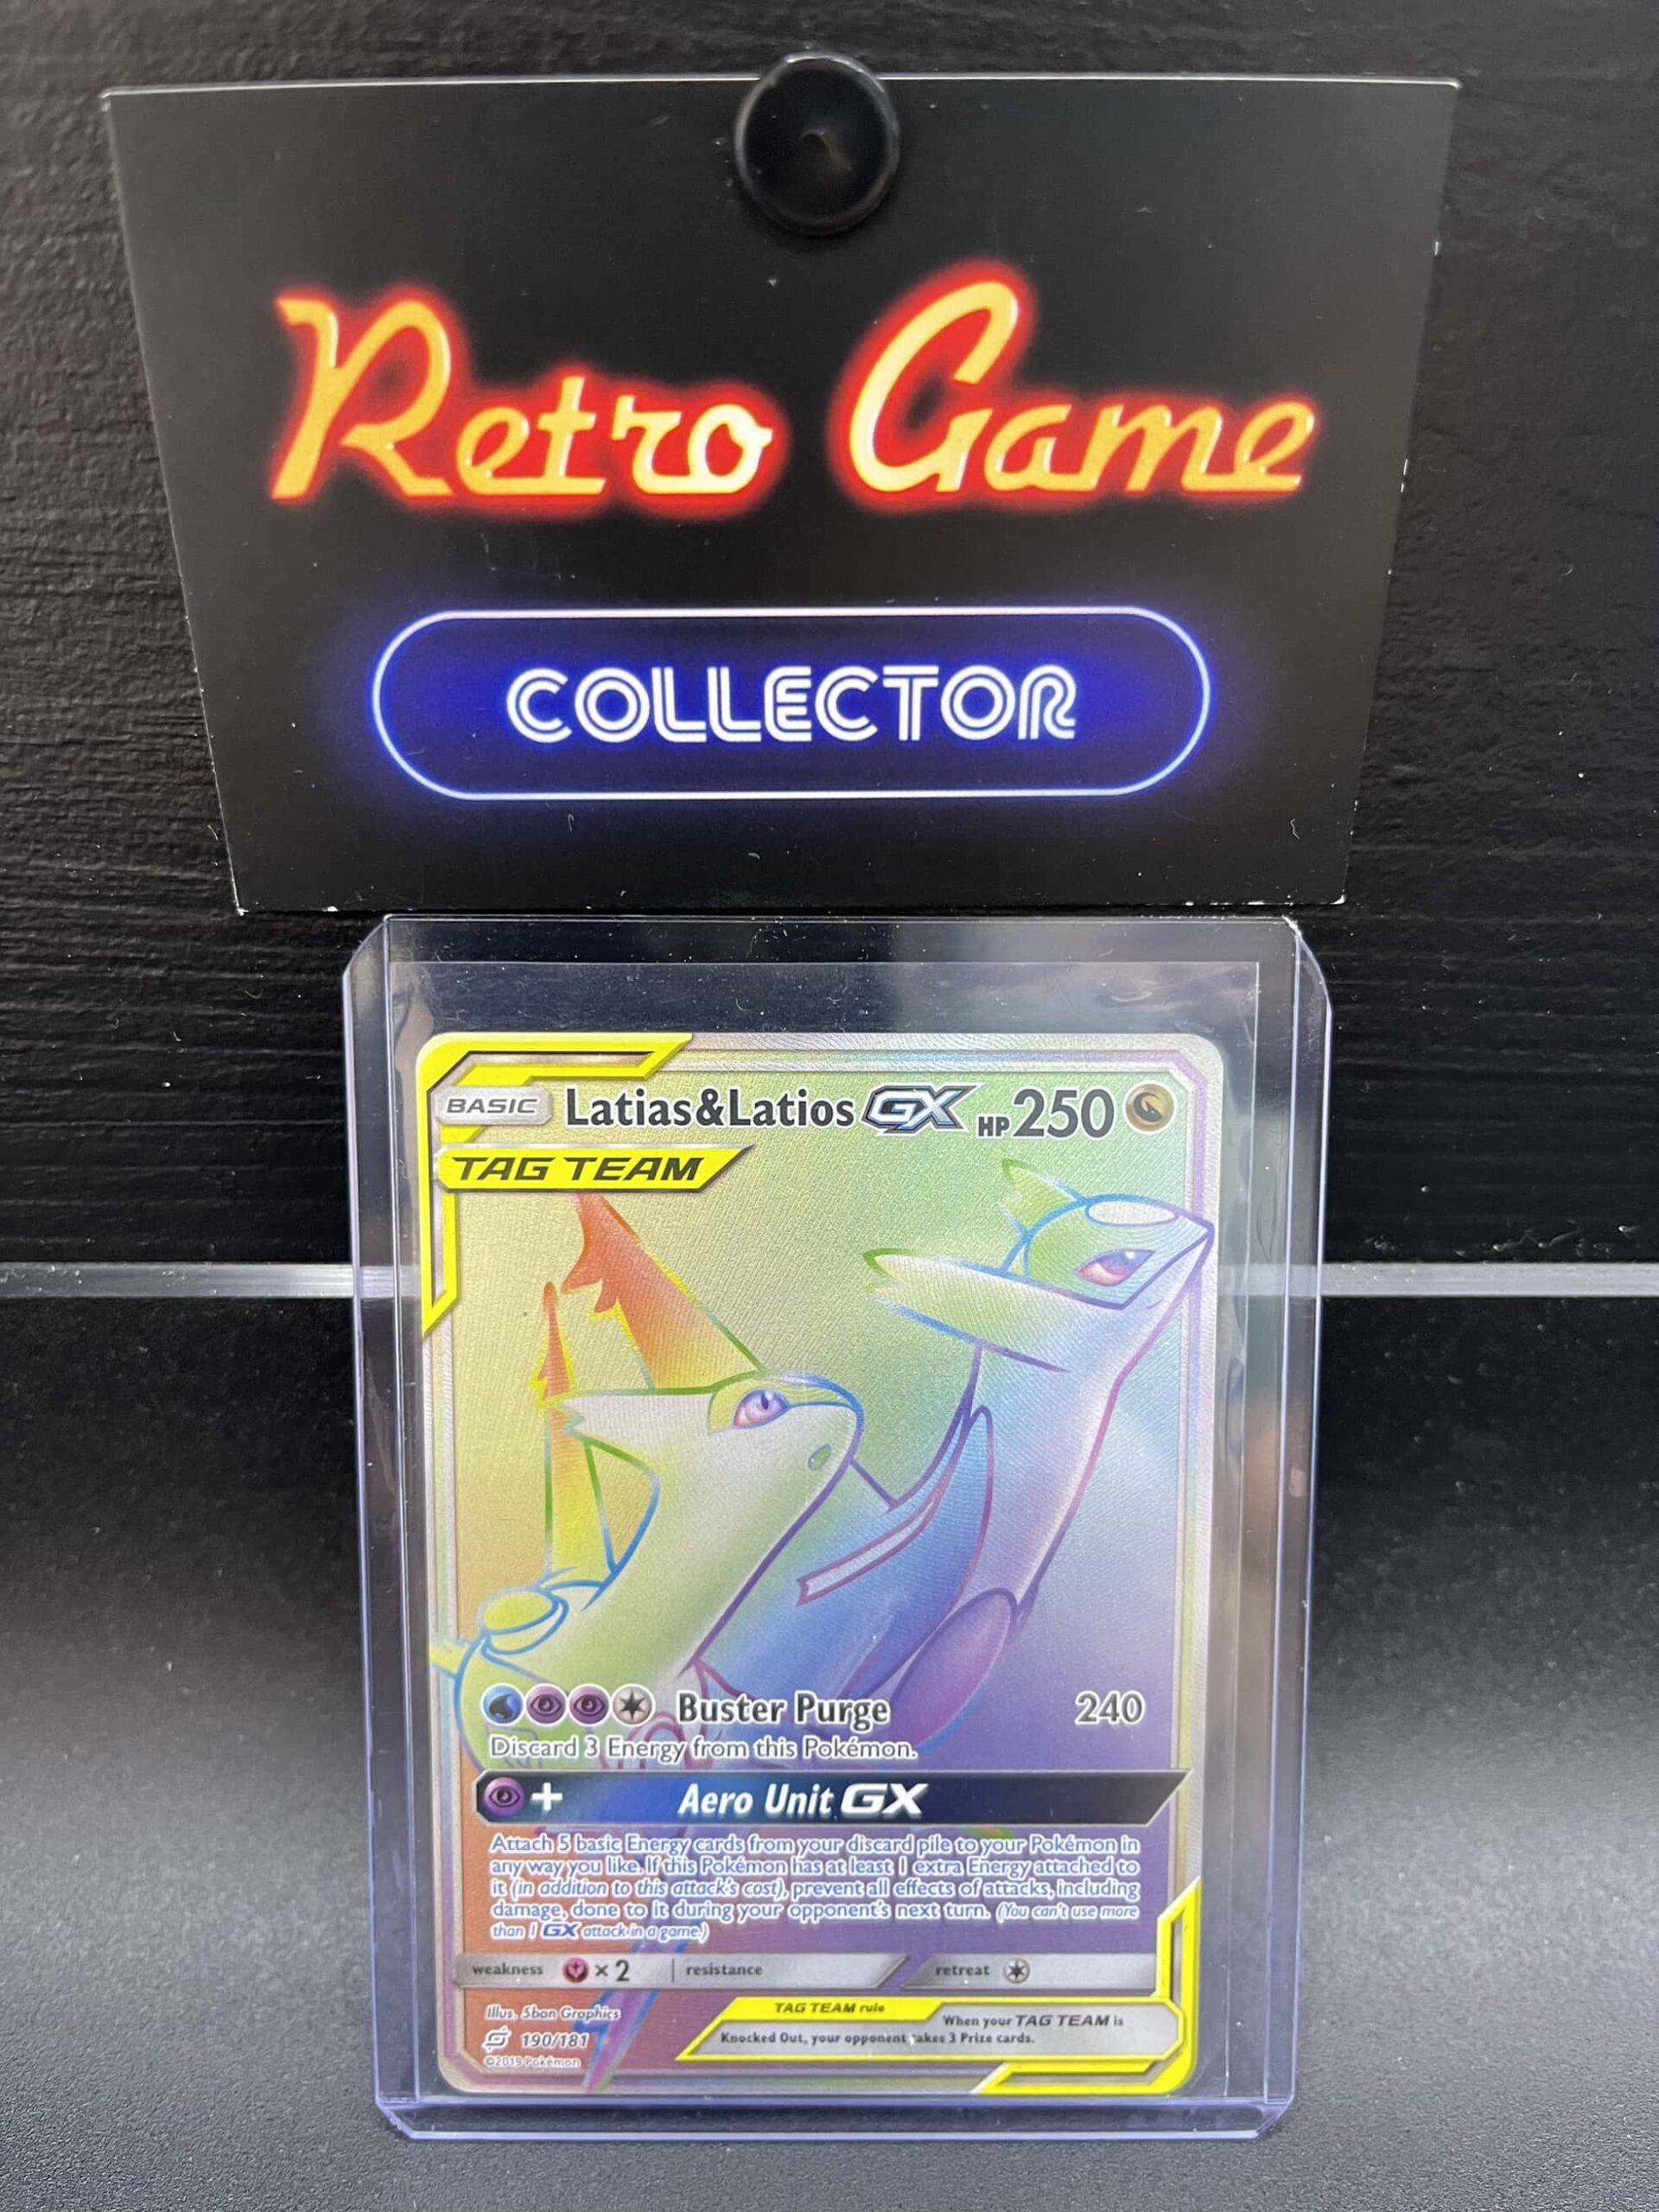 Retro Game
COLLECTOR
BASIC Latias&Latios GX HP 250
TAG TEAM
Buster Purge 240
Discard 3 Energy from this Pokémon.
+ Aero Unit GX
Attach 5 basic Energy cards from your discard pile to your Pokémon in
any way you like. If this Pokémon has at least 1 extra Energy attached to
it (in addition to this attack's cost), prevent all effects of attacks, including
damage, done to it during your opponent's next turn. (You can't use more
than 1 GX attack in a game.)
weakness ×2 resistance retreat
Illus. 5ban Graphics
190/181
©2019 Pokémon
TAG TEAM rule
When your TAG TEAM is
Knocked Out, your opponent takes 3 Prize cards.